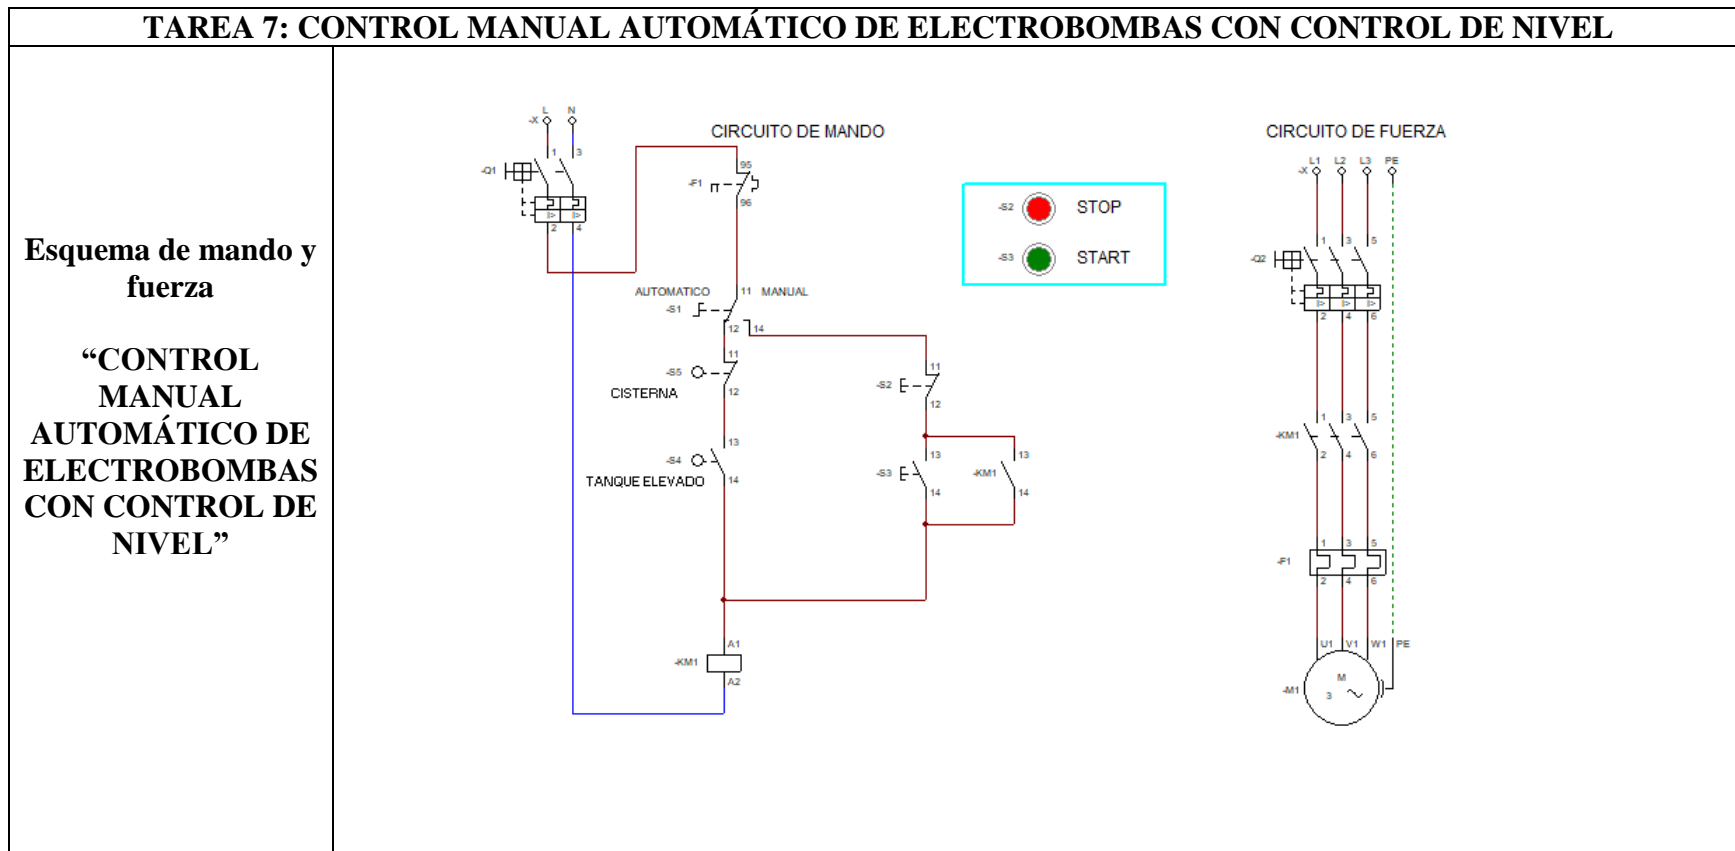 TAREA 7: CONTROL MANUAL AUTOMÁTICO DE ELECTROBOMBAS CON CONTROL DE NIVEL
Esquema de mando y
fuerza
“CONTROL
MANUAL
AUTOMÁTICO DE
ELECTROBOMBAS
CON CONTROL DE
NIVEL”
CIRCUITO DE MANDO
L N
-X
1 3
-Q1
I> I>
2 4
95
-F1
96
AUTOMATICO 11 MANUAL
-S1
12 14
11
-S5
CISTERNA 12
13
-S4
TANQUE ELEVADO 14
11
-S2
12
13 13
-S3 -KM1
14 14
A1
-KM1
A2
-S2 STOP
-S3 START
CIRCUITO DE FUERZA
L1 L2 L3 PE
-X
1 3 5
-Q2
I> I> I>
2 4 6
1 3 5
-KM1
2 4 6
1 3 5
-F1
2 4 6
U1 V1 W1 PE
M
-M1 3